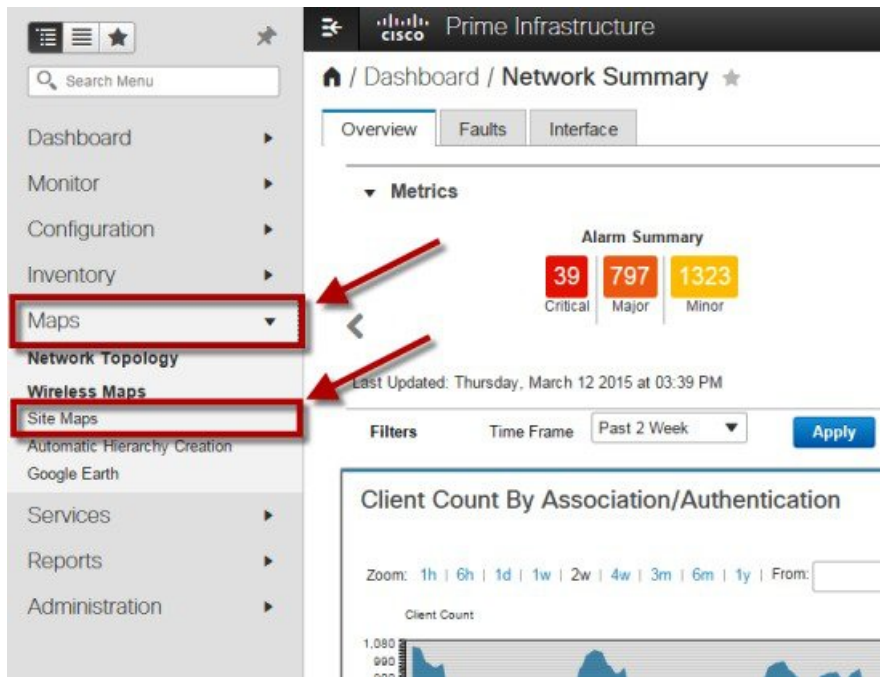 Search Menu
Dashboard
Monitor
Configuration
Inventory
Maps
Network Topology
Wireless Maps
Site Maps
Automatic Hierarchy Creation
Google Earth
Services
Reports
Administration
cisco Prime Infrastructure
/ Dashboard / Network Summary
Overview Faults Interface
Metrics
Alarm Summary
39 797 1323
Critical Major Minor
Last Updated: Thursday, March 12 2015 at 03:39 PM
Filters Time Frame Past 2 Week Apply
Client Count By Association/Authentication
Zoom: 1h | 6h | 1d | 1w | 2w | 4w | 3m | 6m | 1y | From:
Client Count
1,080
990